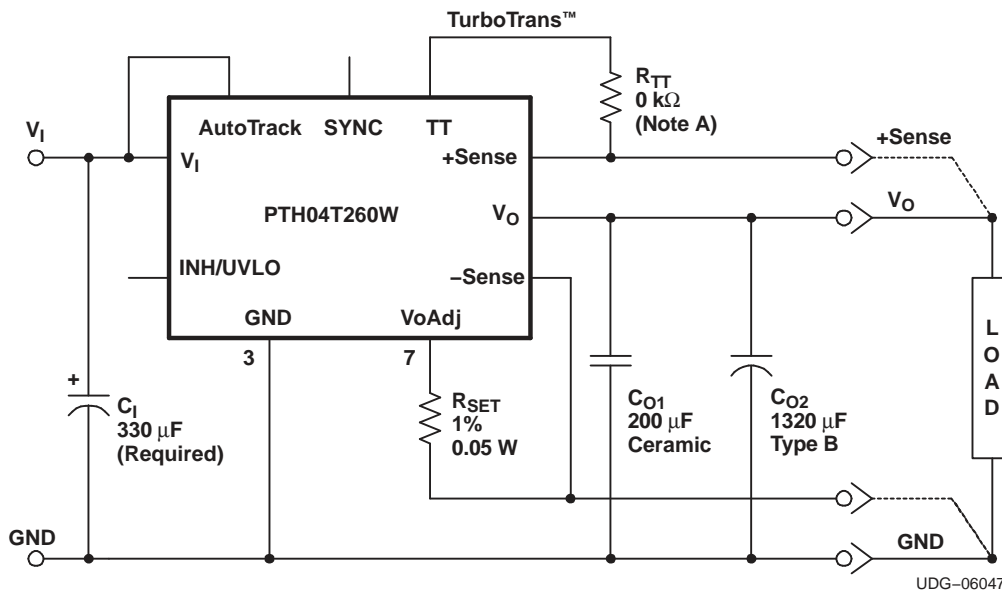 TurboTrans™
R_TT
0 kΩ
(Note A)
AutoTrack SYNC TT
V_I
V_I
+Sense
+Sense
PTH04T260W
V_O
V_O
INH/UVLO
−Sense
GND VoAdj
3 7
LOAD
+
C_I
330 μF
(Required)
R_SET
1%
0.05 W
C_O1
200 μF
Ceramic
C_O2
1320 μF
Type B
GND
GND
UDG−06047